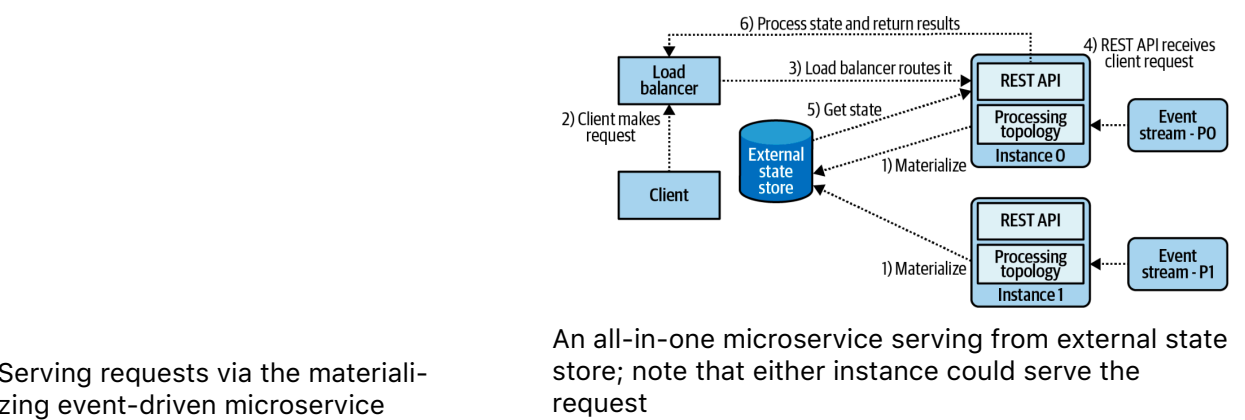 6) Process state and return results
4) REST API receives
client request
Load
balancer
3) Load balancer routes it
REST API
2) Client makes
request
5) Get state
Processing
topology
Instance 0
Event
stream - P0
External
state
store
1) Materialize
Client
REST API
1) Materialize
Processing
topology
Instance 1
Event
stream - P1
An all-in-one microservice serving from external state
store; note that either instance could serve the
request
Serving requests via the materiali-
zing event-driven microservice